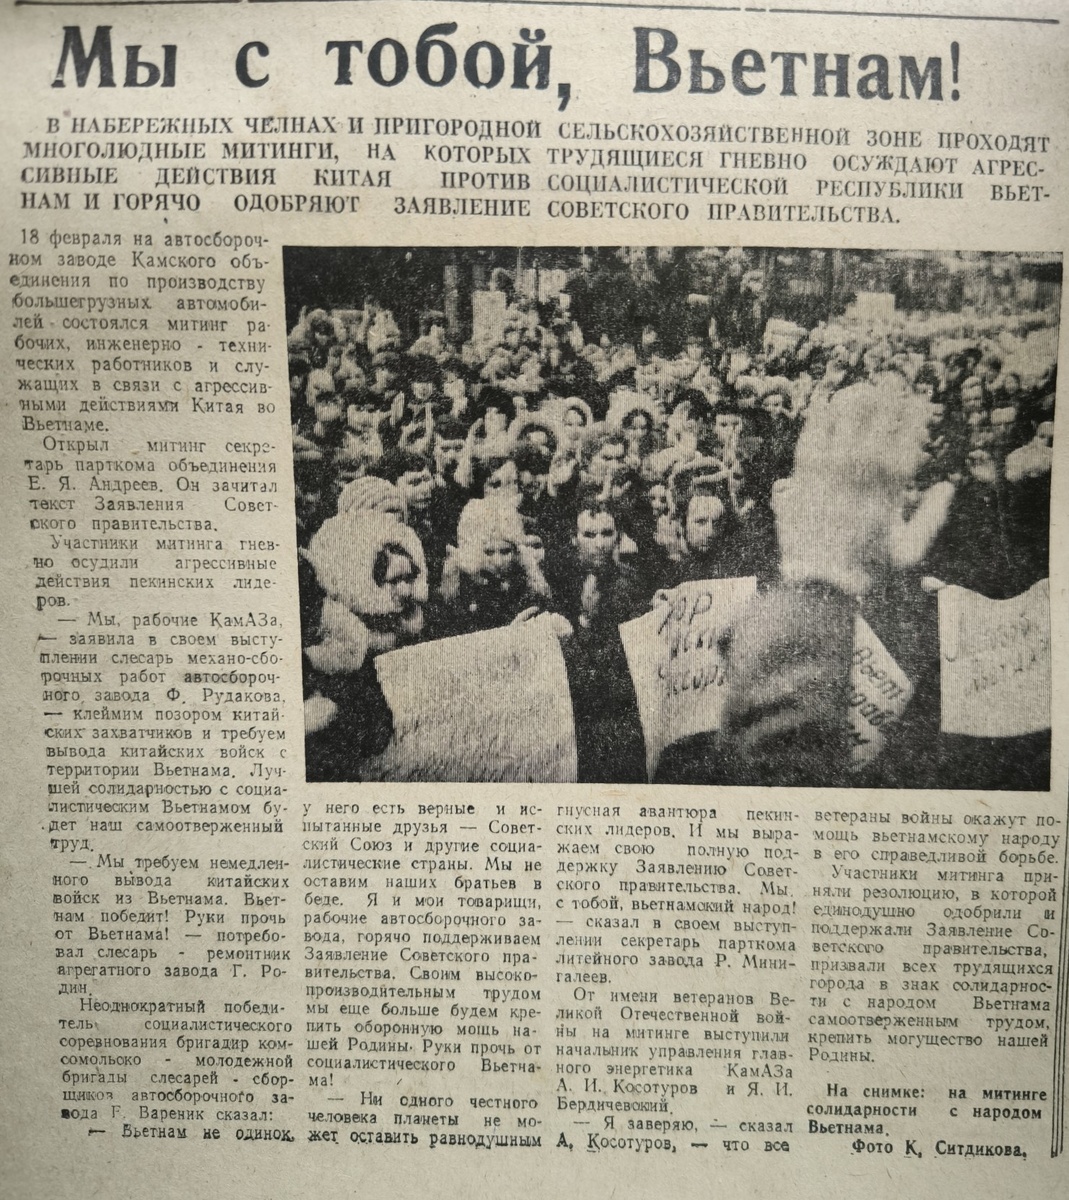 Мы с тобой, Вьетнам!
В НАБЕРЕЖНЫХ ЧЕЛНАХ И ПРИГОРОДНОЙ СЕЛЬСКОХОЗЯЙСТВЕННОЙ ЗОНЕ ПРОХОДЯТ
МНОГОЛЮДНЫЕ МИТИНГИ, НА КОТОРЫХ ТРУДЯЩИЕСЯ ГНЕВНО ОСУЖДАЮТ АГРЕС-
СИВНЫЕ ДЕЙСТВИЯ КИТАЯ ПРОТИВ СОЦИАЛИСТИЧЕСКОЙ РЕСПУБЛИКИ ВЬЕТ-
НАМ И ГОРЯЧО ОДОБРЯЮТ ЗАЯВЛЕНИЕ СОВЕТСКОГО ПРАВИТЕЛЬСТВА.
18 февраля на автосбороч-
ном заводе Камского объ-
единения по производству
большегрузных автомоби-
лей состоялся митинг ра-
бочих, инженерно - техни-
ческих работников и слу-
жащих в связи с агрессив-
ными действиями Китая во
Вьетнаме.
Открыл митинг секре-
тарь парткома объединения
Е. Я. Андреев. Он зачитал
текст Заявления Совет-
ского правительства.
Участники митинга гнев-
но осудили агрессивные
действия пекинских лиде-
ров.
— Мы, рабочие КамАЗа,
— заявила в своем высту-
плении слесарь механо-сбо-
рочных работ автосбороч-
ного завода Ф. Рудакова,
— клеймим позором китай-
ских захватчиков и требуем
вывода китайских войск с
территории Вьетнама. Луч-
шей солидарностью с социа-
листическим Вьетнамом бу-
дет наш самоотверженный
труд.
— Мы требуем немедлен-
ного вывода китайских
войск из Вьетнама. Вьет-
нам победит! Руки прочь
от Вьетнама! — потребо-
вал слесарь - ремонтник
агрегатного завода Г. Ро-
дин.
Неоднократный победи-
тель социалистического
соревнования бригадир ком-
сомольско - молодежной
бригады слесарей - сбор-
щиков автосборочного за-
вода Г. Вареник сказал:
— Вьетнам не одинок,
у него есть верные и ис-
пытанные друзья — Совет-
ский Союз и другие социа-
листические страны. Мы не
оставим наших братьев в
беде. Я и мои товарищи,
рабочие автосборочного за-
вода, горячо поддерживаем
Заявление Советского пра-
вительства. Своим высоко-
производительным трудом
мы еще больше будем кре-
пить оборонную мощь на-
шей Родины. Руки прочь от
социалистического Вьетна-
ма!
— Ни одного честного
человека планеты не мо-
жет оставить равнодушным
гнусная авантюра пекин-
ских лидеров. И мы выра-
жаем свою полную под-
держку Заявлению Совет-
ского правительства. Мы
с тобой, вьетнамский народ!
— сказал в своем выступ-
лении секретарь парткома
литейного завода Р. Мини-
галеев.
От имени ветеранов Ве-
ликой Отечественной вой-
ны на митинге выступили
начальник управления глав-
ного энергетика КамАЗа
А. И. Косотуров и Я. И.
Бердичевский.
— Я заверяю, — сказал
А. Косотуров, — что все
ветераны войны окажут по-
мощь вьетнамскому народу
в его справедливой борьбе.
Участники митинга при-
няли резолюцию, в которой
единодушно одобрили и
поддержали Заявление Со-
ветского правительства,
призвали всех трудящихся
города в знак солидарнос-
ти с народом Вьетнама
самоотверженным трудом,
крепить могущество нашей
Родины.
На снимке: на митинге
солидарности с народом
Вьетнама.
Фото К. Ситдикова.